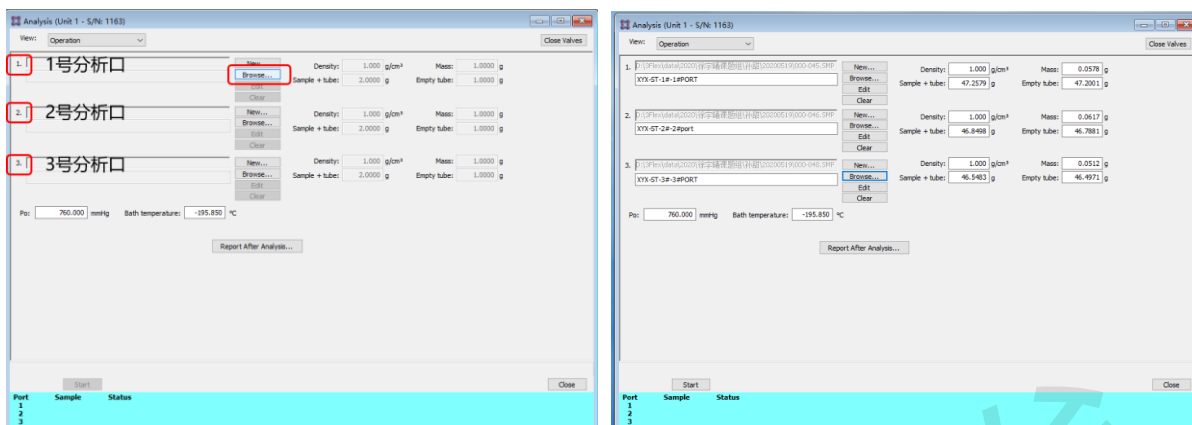 Analysis (Unit 1 - S/N: 1163)
View: Operation Close Valves
1. 1号分析口 New... Density: 1.000 g/cm³ Mass: 1.0000 g
Browse... Sample + tube: 2.0000 g Empty tube: 1.0000 g
Edit
Clear
2. 2号分析口 New... Density: 1.000 g/cm³ Mass: 1.0000 g
Browse... Sample + tube: 2.0000 g Empty tube: 1.0000 g
Edit
Clear
3. 3号分析口 New... Density: 1.000 g/cm³ Mass: 1.0000 g
Browse... Sample + tube: 2.0000 g Empty tube: 1.0000 g
Edit
Clear
Po: 760.000 mmHg Bath temperature: -195.850 °C
Report After Analysis...
Start Close
Port Sample Status
1
2
3
Analysis (Unit 1 - S/N: 1163)
View: Operation Close Valves
1. New... Density: 1.000 g/cm³ Mass: 0.0578 g
XYX-ST-1#-1#PORT Browse... Sample + tube: 47.2579 g Empty tube: 47.2001 g
Edit
Clear
2. New... Density: 1.000 g/cm³ Mass: 0.0617 g
XYX-ST-2#-2#port Browse... Sample + tube: 46.8498 g Empty tube: 46.7881 g
Edit
Clear
3. New... Density: 1.000 g/cm³ Mass: 0.0512 g
XYX-ST-3#-3#PORT Browse... Sample + tube: 46.5483 g Empty tube: 46.4971 g
Edit
Clear
Po: 760.000 mmHg Bath temperature: -195.850 °C
Report After Analysis...
Start Close
Port Sample Status
1
2
3